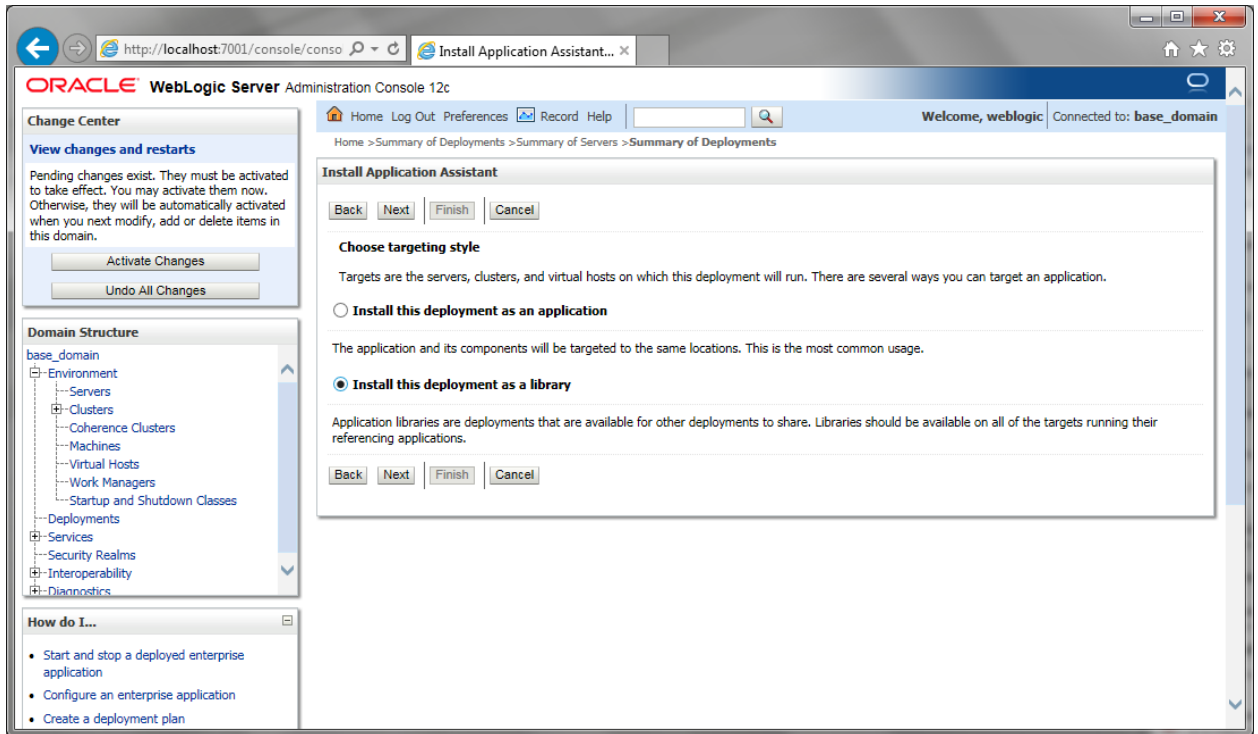 http://localhost:7001/console/conso
Install Application Assistant...
ORACLE WebLogic Server Administration Console 12c
Change Center
View changes and restarts
Pending changes exist. They must be activated
to take effect. You may activate them now.
Otherwise, they will be automatically activated
when you next modify, add or delete items in
this domain.
Activate Changes
Undo All Changes
Domain Structure
base_domain
Environment
Servers
Clusters
Coherence Clusters
Machines
Virtual Hosts
Work Managers
Startup and Shutdown Classes
Deployments
Services
Security Realms
Interoperability
Diagnostics
How do I...
Start and stop a deployed enterprise
application
Configure an enterprise application
Create a deployment plan
Home Log Out Preferences Record Help
Welcome, weblogic Connected to: base_domain
Home >Summary of Deployments >Summary of Servers >Summary of Deployments
Install Application Assistant
Back Next Finish Cancel
Choose targeting style
Targets are the servers, clusters, and virtual hosts on which this deployment will run. There are several ways you can target an application.
Install this deployment as an application
The application and its components will be targeted to the same locations. This is the most common usage.
Install this deployment as a library
Application libraries are deployments that are available for other deployments to share. Libraries should be available on all of the targets running their
referencing applications.
Back Next Finish Cancel